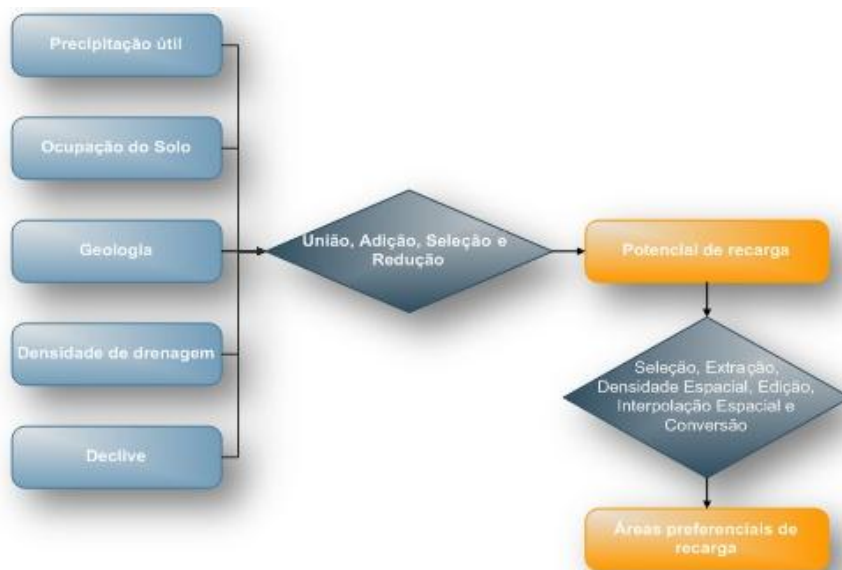 Precipitação útil
Ocupação do Solo
Geologia
Densidade de drenagem
Declive
União, Adição, Seleção e
Redução
Potencial de recarga
Seleção, Extração,
Densidade Espacial, Edição,
Interpolação Espacial e
Conversão
Áreas preferenciais de
recarga